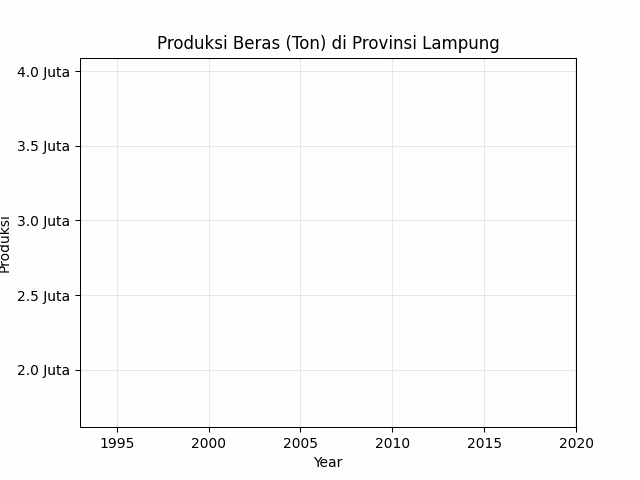 Produksi Beras (Ton) di Provinsi Lampung
4.0 Juta
3.5 Juta
3.0 Juta
2.5 Juta
2.0 Juta
Produksi
1995 2000 2005 2010 2015 2020
Year